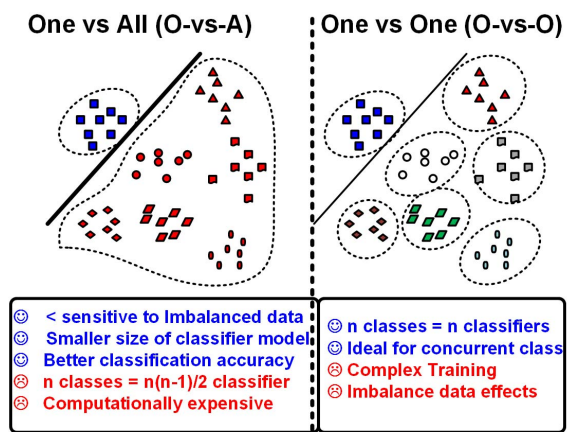 One vs All (O-vs-A)
One vs One (O-vs-O)
< sensitive to Imbalanced data
Smaller size of classifier model
Better classification accuracy
n classes = n(n-1)/2 classifier
Computationally expensive
n classes = n classifiers
Ideal for concurrent class
Complex Training
Imbalance data effects